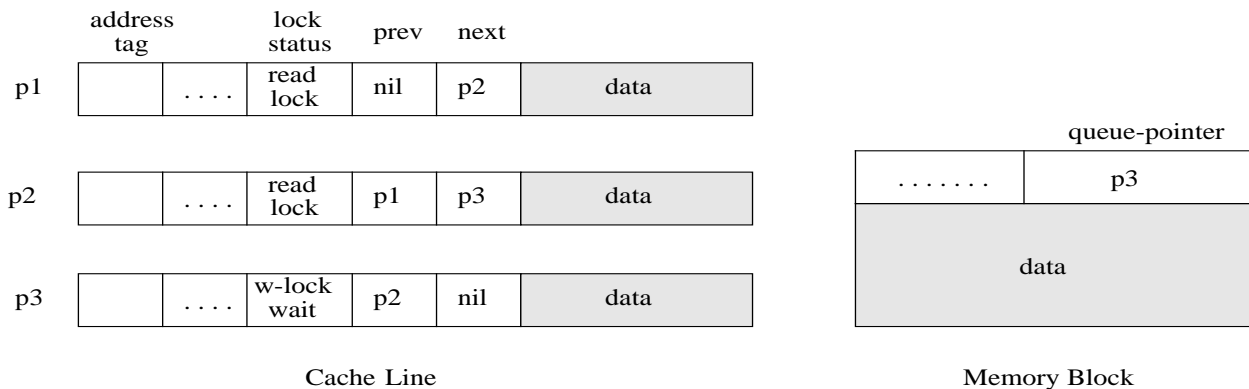 address lock prev next
tag status
p1 read lock nil p2 data
. . . .
queue-pointer
p2 read lock p1 p3 data
. . . .
. . . . . . . p3
data
p3 w-lock wait p2 nil data
. . . .
Cache Line Memory Block